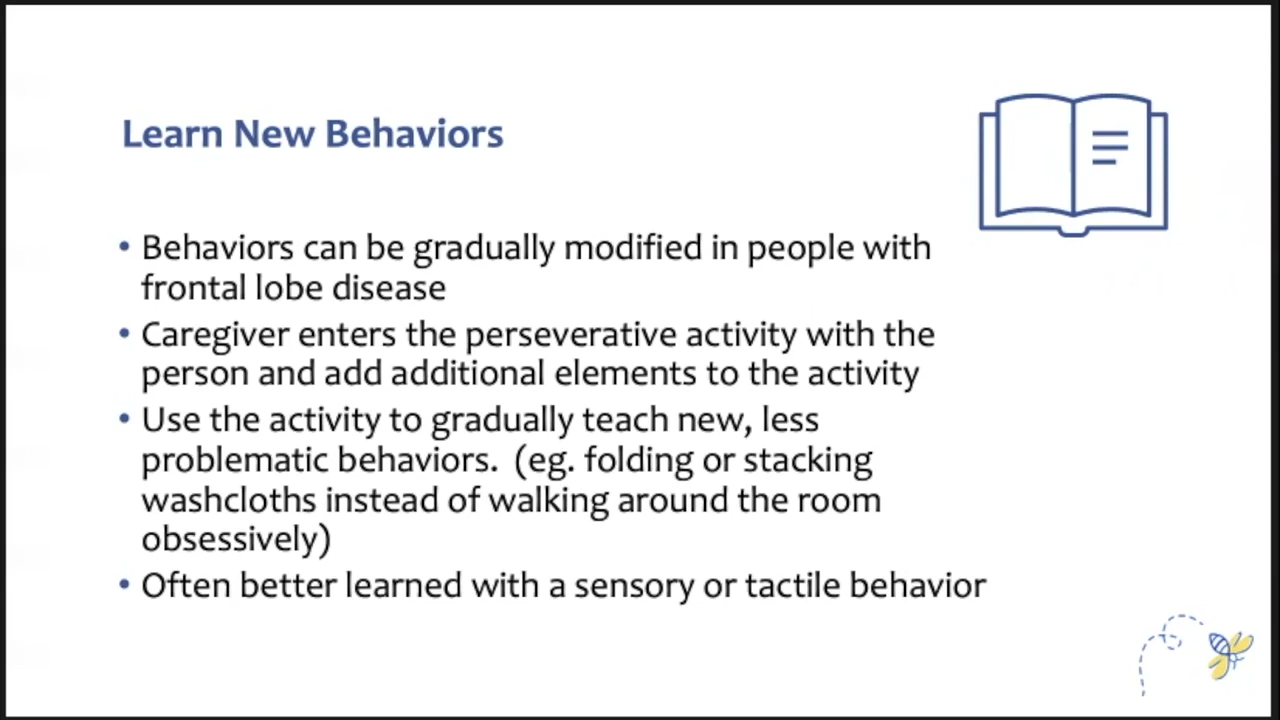 Learn New Behaviors
• Behaviors can be gradually modified in people with
frontal lobe disease
• Caregiver enters the perseverative activity with the
person and add additional elements to the activity
• Use the activity to gradually teach new, less
problematic behaviors.  (eg. folding or stacking
washcloths instead of walking around the room
obsessively)
• Often better learned with a sensory or tactile behavior